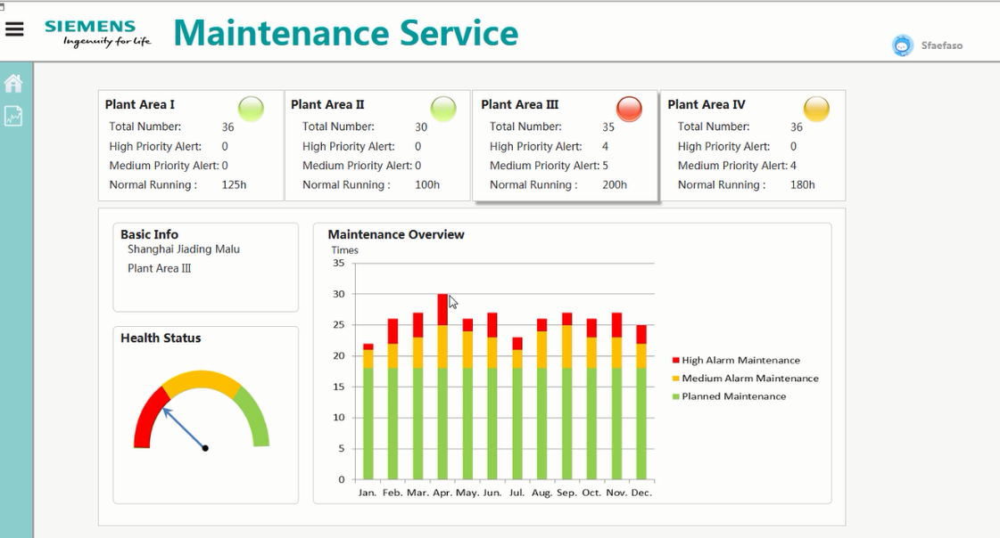 SIEMENS
Ingenuity for life
Maintenance Service
Sfaefaso
Plant Area I
Total Number: 36
High Priority Alert: 0
Medium Priority Alert: 0
Normal Running : 125h
Plant Area II
Total Number: 30
High Priority Alert: 0
Medium Priority Alert: 0
Normal Running : 100h
Plant Area III
Total Number: 35
High Priority Alert: 4
Medium Priority Alert: 5
Normal Running : 200h
Plant Area IV
Total Number: 36
High Priority Alert: 0
Medium Priority Alert: 4
Normal Running : 180h
Basic Info
Shanghai Jiading Malu
Plant Area III
Health Status
Maintenance Overview
Times
35
30
25
20
15
10
5
0
Jan. Feb. Mar. Apr. May. Jun. Jul. Aug. Sep. Oct. Nov. Dec.
High Alarm Maintenance
Medium Alarm Maintenance
Planned Maintenance